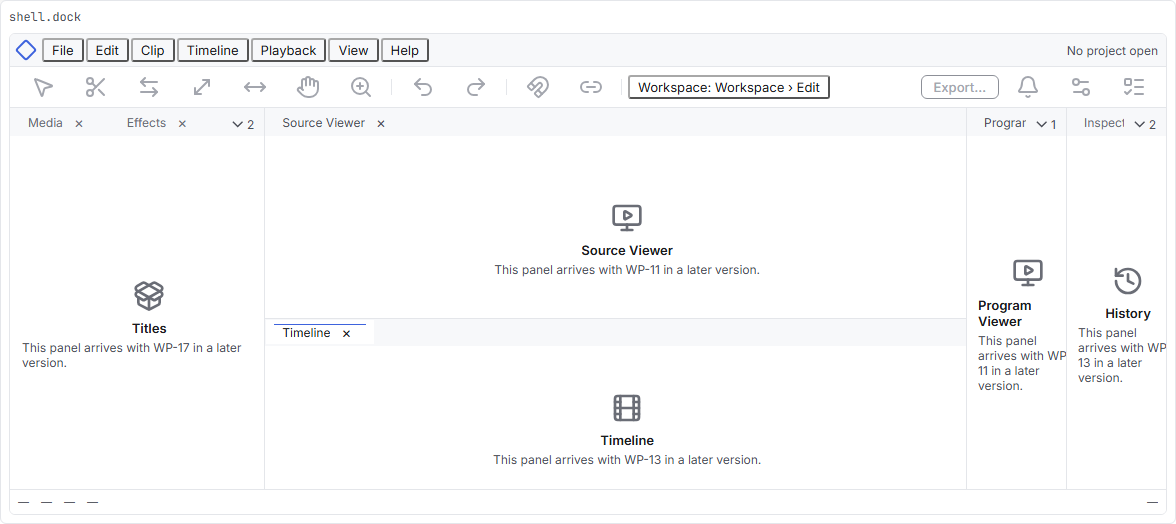 shell.dock
File Edit Clip Timeline Playback View Help No project open
Workspace: Workspace › Edit Export...
Media × Effects × 2 Source Viewer × Prograr 1 Inspect 2
Source Viewer
This panel arrives with WP-11 in a later version.
Titles
This panel arrives with WP-17 in a later
version.
Timeline ×
Timeline
This panel arrives with WP-13 in a later version.
Program
Viewer
This panel
arrives with WP
11 in a later
version.
History
This panel
arrives with WP
13 in a later
version.
— — — — —